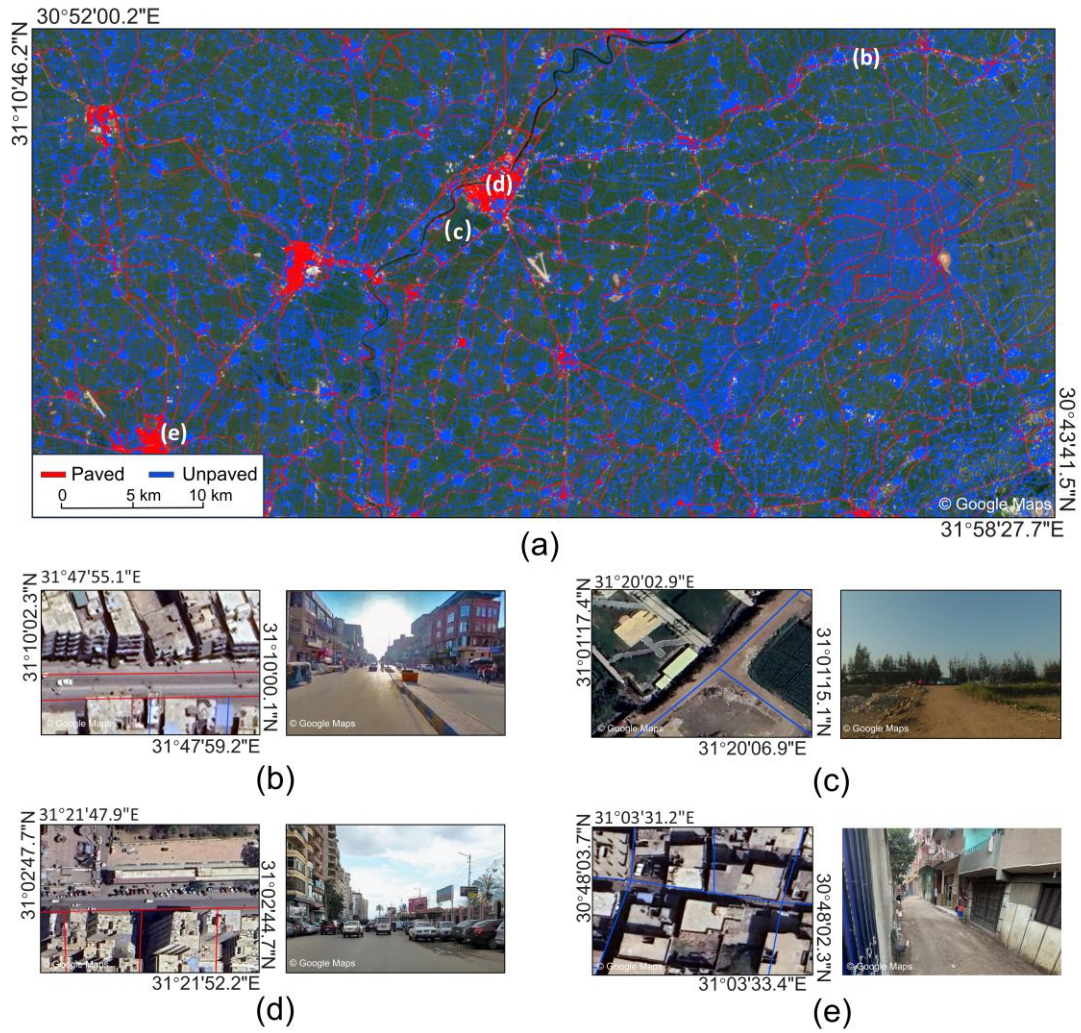 30°52'00.2"E
31°10'46.2"N
(b)
(d)
(c)
(e)
Paved Unpaved
0 5 km 10 km
© Google Maps
30°43'41.5"N
31°58'27.7"E
(a)
31°47'55.1"E
31°10'02.3"N
© Google Maps
31°10'00.1"N
31°47'59.2"E
© Google Maps
(b)
31°20'02.9"E
31°01'17.4"N
© Google Maps
31°01'15.1"N
31°20'06.9"E
© Google Maps
(c)
31°21'47.9"E
31°02'47.7"N
© Google Maps
31°02'44.7"N
31°21'52.2"E
© Google Maps
(d)
31°03'31.2"E
30°48'03.7"N
© Google Maps
30°48'02.3"N
31°03'33.4"E
© Google Maps
(e)